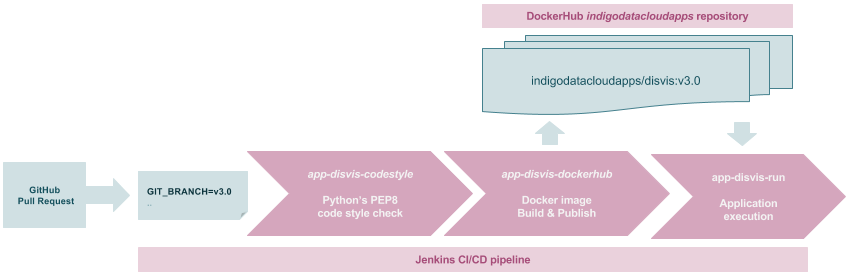 DockerHub indigodatacloudapps repository
indigodatacloudapps/disvis:v3.0
GitHub
Pull Request
GIT_BRANCH=v3.0
..
app-disvis-codestyle
Python's PEP8
code style check
app-disvis-dockerhub
Docker image
Build & Publish
app-disvis-run
Application
execution
Jenkins CI/CD pipeline